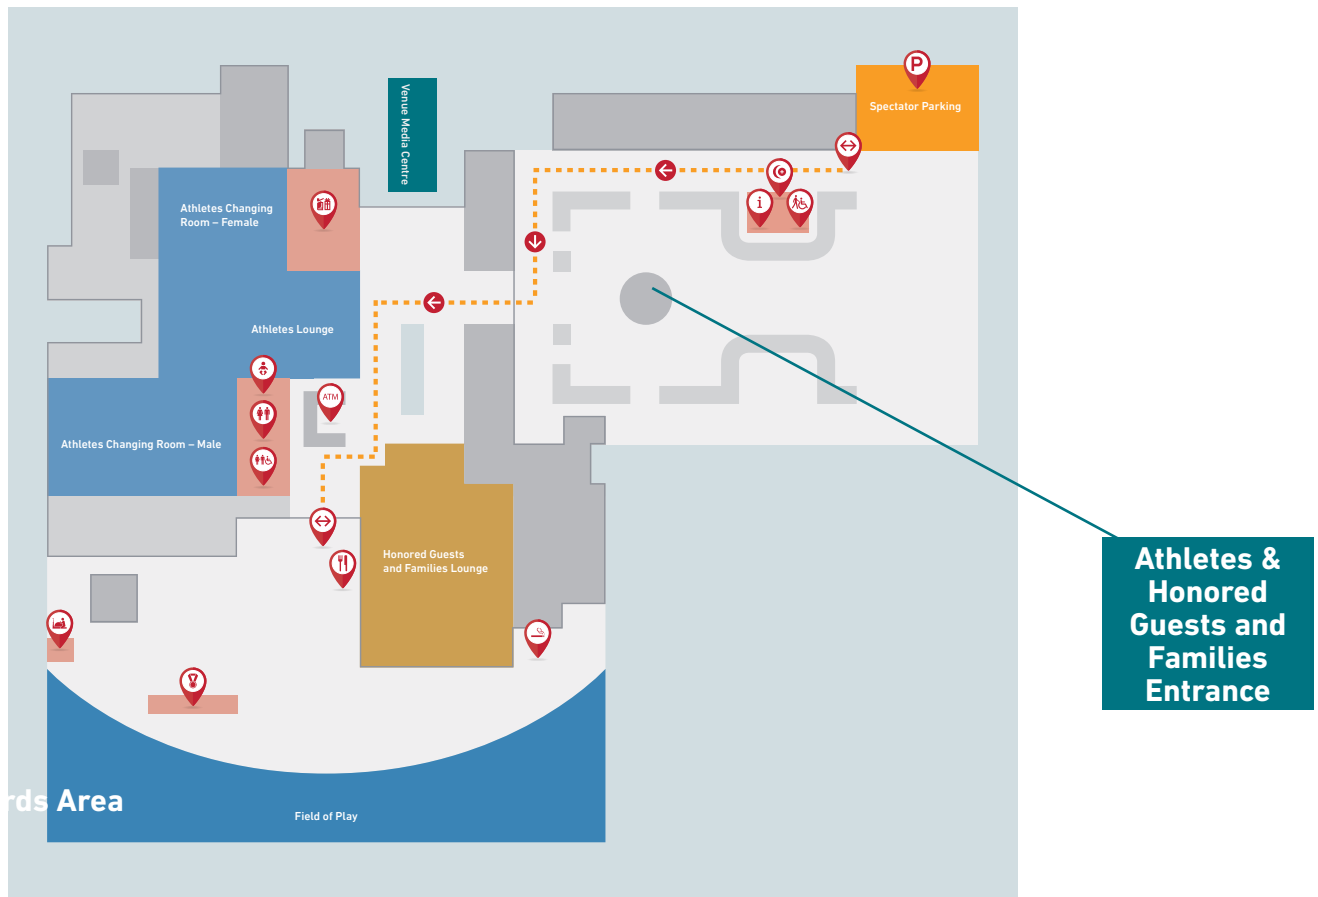 P
Spectator Parking
Venue Media Centre
i
Athletes Changing
Room – Female
Athletes Lounge
ATM
Athletes Changing Room – Male
Honored Guests
and Families Lounge
Athletes &
Honored
Guests and
Families
Entrance
Area
Field of Play